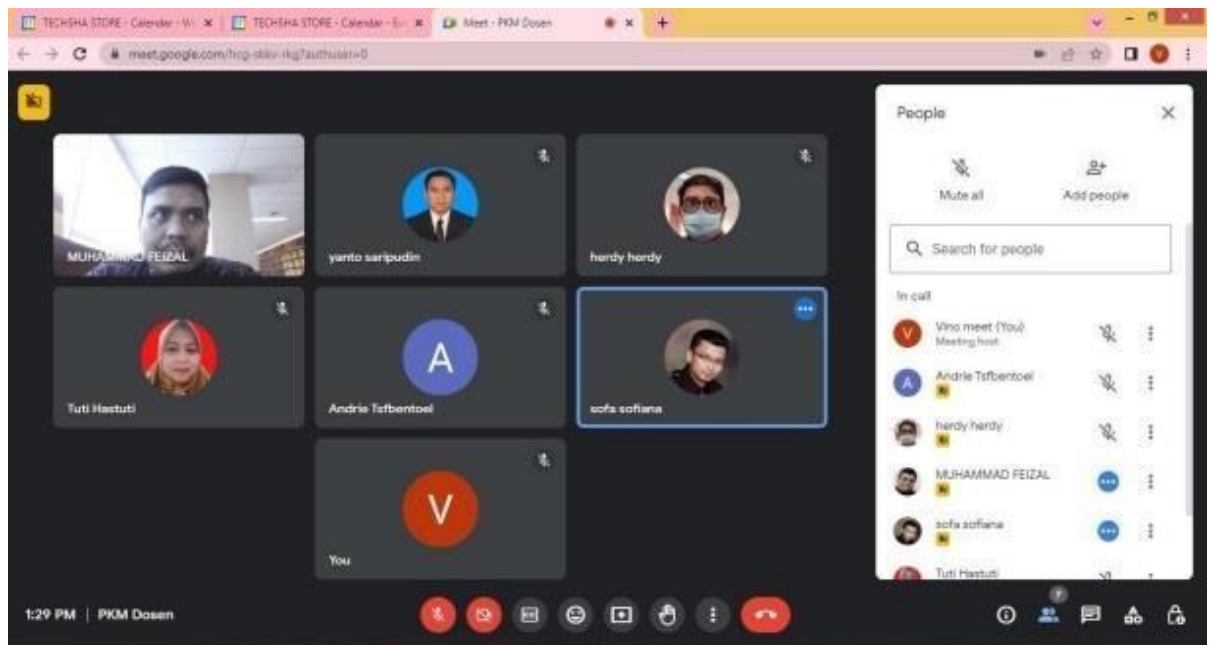 TECHSHA STORE - Calendar - W
TECHSHA STORE - Calendar - E
Meet - PKM Dosen
meet.google.com/
MUHAMMAD FEIZAL
yanto saripudin
herdy herdy
Tuti Hastuti
A
Andrie Tsfbentoel
sofa sofiana
V
You
People
Mute all
Add people
Search for people
In call
V
Vino meet (You)
Meeting host
A
Andrie Tsfbentoel
herdy herdy
MUHAMMAD FEIZAL
sofa sofiana
Tuti Hastuti
1:29 PM | PKM Dosen
7
V